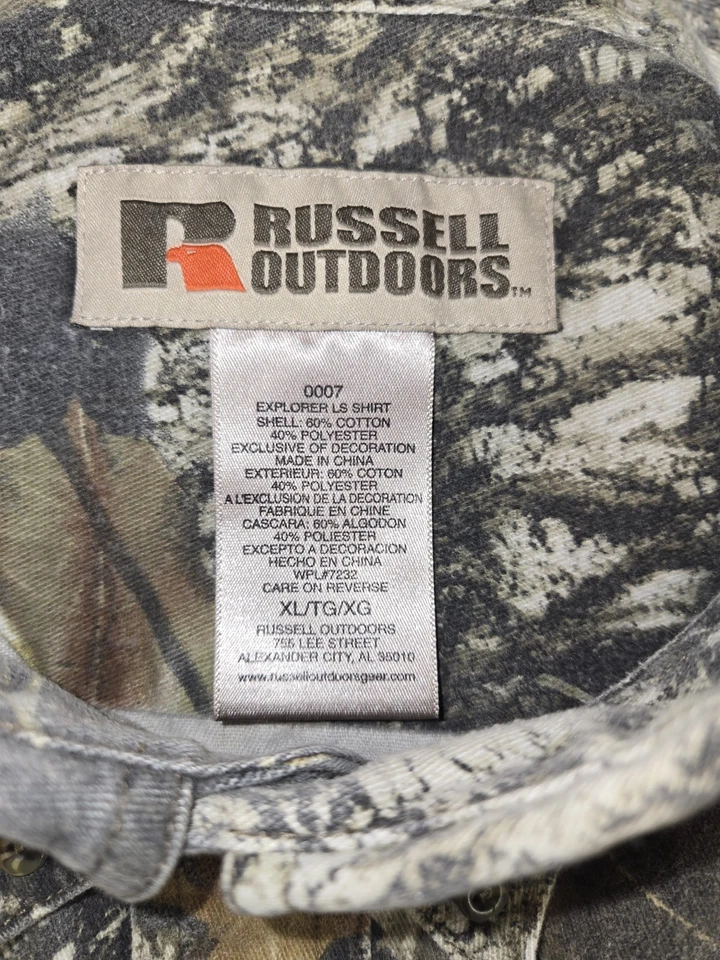 RUSSELL
OUTDOORS™
0007
EXPLORER LS SHIRT
SHELL: 60% COTTON
40% POLYESTER
EXCLUSIVE OF DECORATION
MADE IN CHINA
EXTERIEUR: 60% COTON
40% POLYESTER
A L'EXCLUSION DE LA DECORATION
FABRIQUE EN CHINE
CASCARA: 60% ALGODON
40% POLIESTER
EXCEPTO A DECORACION
HECHO EN CHINA
WPL#7232
CARE ON REVERSE
XL/TG/XG
RUSSELL OUTDOORS
755 LEE STREET
ALEXANDER CITY, AL 35010
www.russelloutdoorsgear.com